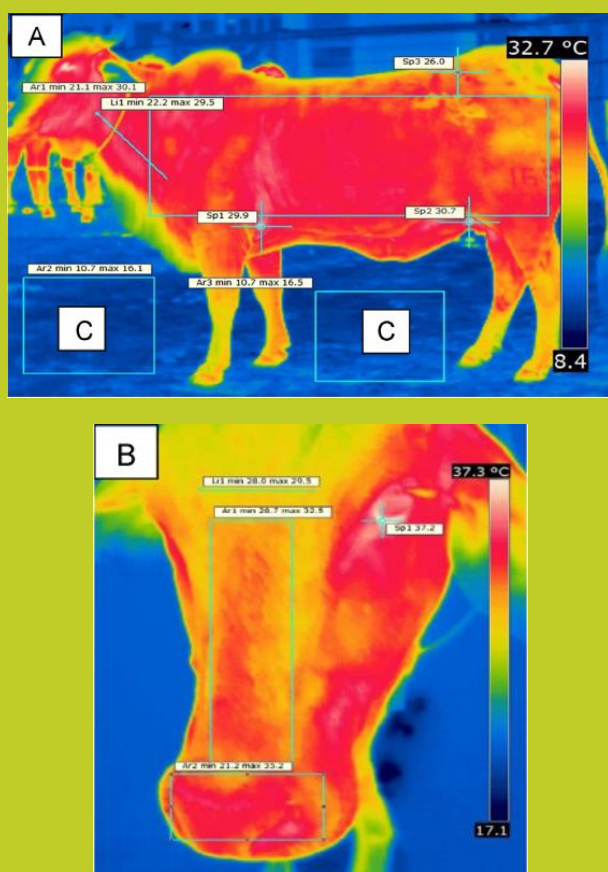 A
32.7 °C
Sp3 26.0
Ar1 min 21.1 max 30.1
Li1 min 22.2 max 29.5
Sp1 29.9
Sp2 30.7
Ar2 min 10.7 max 16.1
Ar3 min 10.7 max 16.5
C
C
8.4
B
37.3 °C
Li1 min 28.0 max 29.5
Ar1 min 28.7 max 32.5
Sp1 37.2
Ar2 min 21.2 max 35.2
17.1